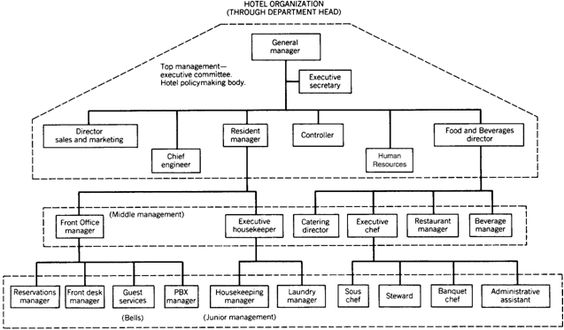 HOTEL ORGANIZATION
(THROUGH DEPARTMENT HEAD)
General
manager
Top management—
executive committee.
Hotel policymaking body.
Executive
secretary
Director
sales and marketing
Chief
engineer
Resident
manager
Controller
Human
Resources
Food and Beverages
director
(Middle management)
Front Office
manager
Executive
housekeeper
Catering
director
Executive
chef
Restaurant
manager
Beverage
manager
Reservations
manager
Front desk
manager
Guest
services
PBX
manager
Housekeeping
manager
Laundry
manager
Sous
chef
Steward
Banquet
chef
Administrative
assistant
(Bells)
(Junior management)